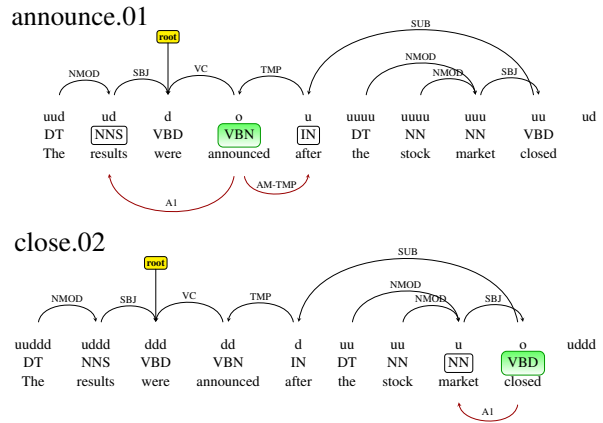 announce.01
root
SUB
NMOD SBJ VC TMP NMOD NMOD SBJ
uud ud d o u uuuu uuuu uuu uu ud
DT NNS VBD VBN IN DT NN NN VBD
The results were announced after the stock market closed
A1 AM-TMP
close.02
root
SUB
NMOD SBJ VC TMP NMOD NMOD SBJ
uuddd uddd ddd dd d uu uu u o uddd
DT NNS VBD VBN IN DT NN NN VBD
The results were announced after the stock market closed
A1